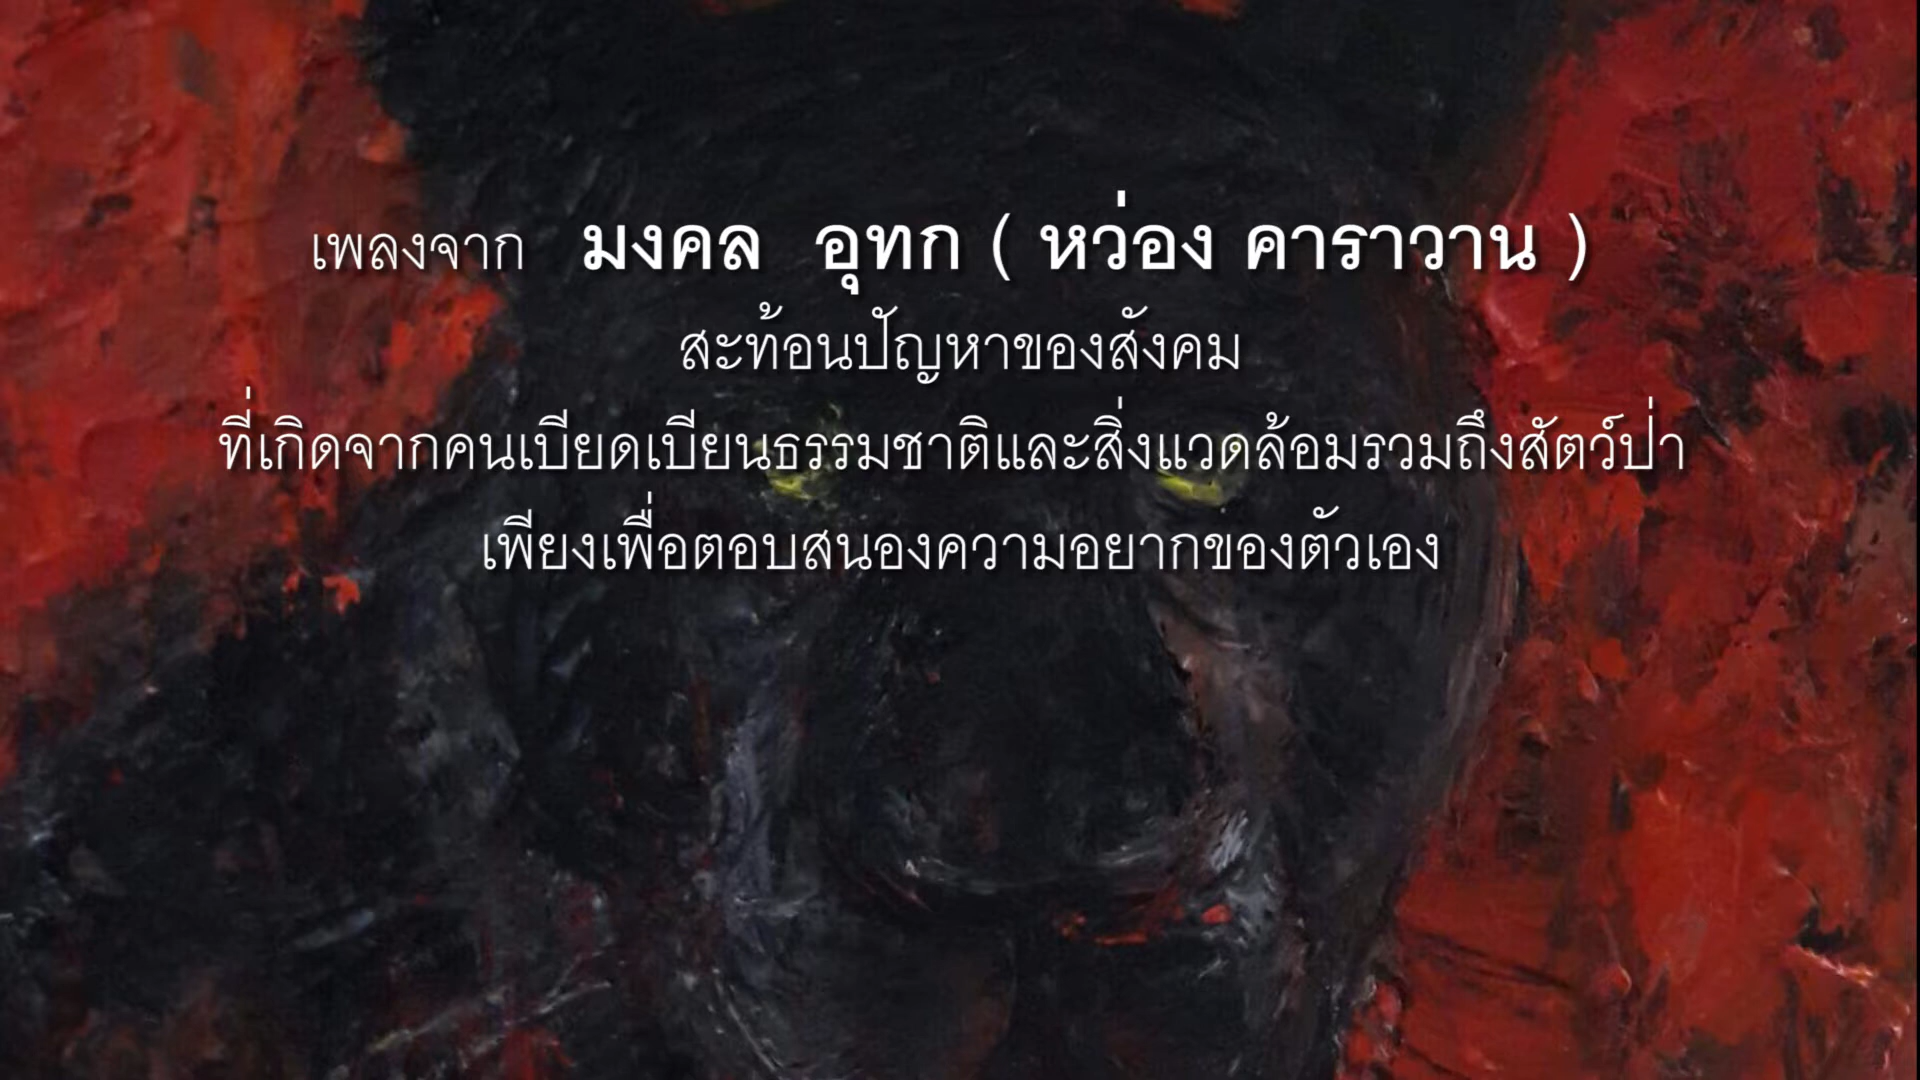 เพลงจาก มงคล อุทก ( หว่อง คาราวาน )
สะท้อนปัญหาของสังคม
ที่เกิดจากคนเบียดเบียนธรรมชาติและสิ่งแวดล้อมรวมถึงสัตว์ป่า
เพียงเพื่อตอบสนองความอยากของตัวเอง